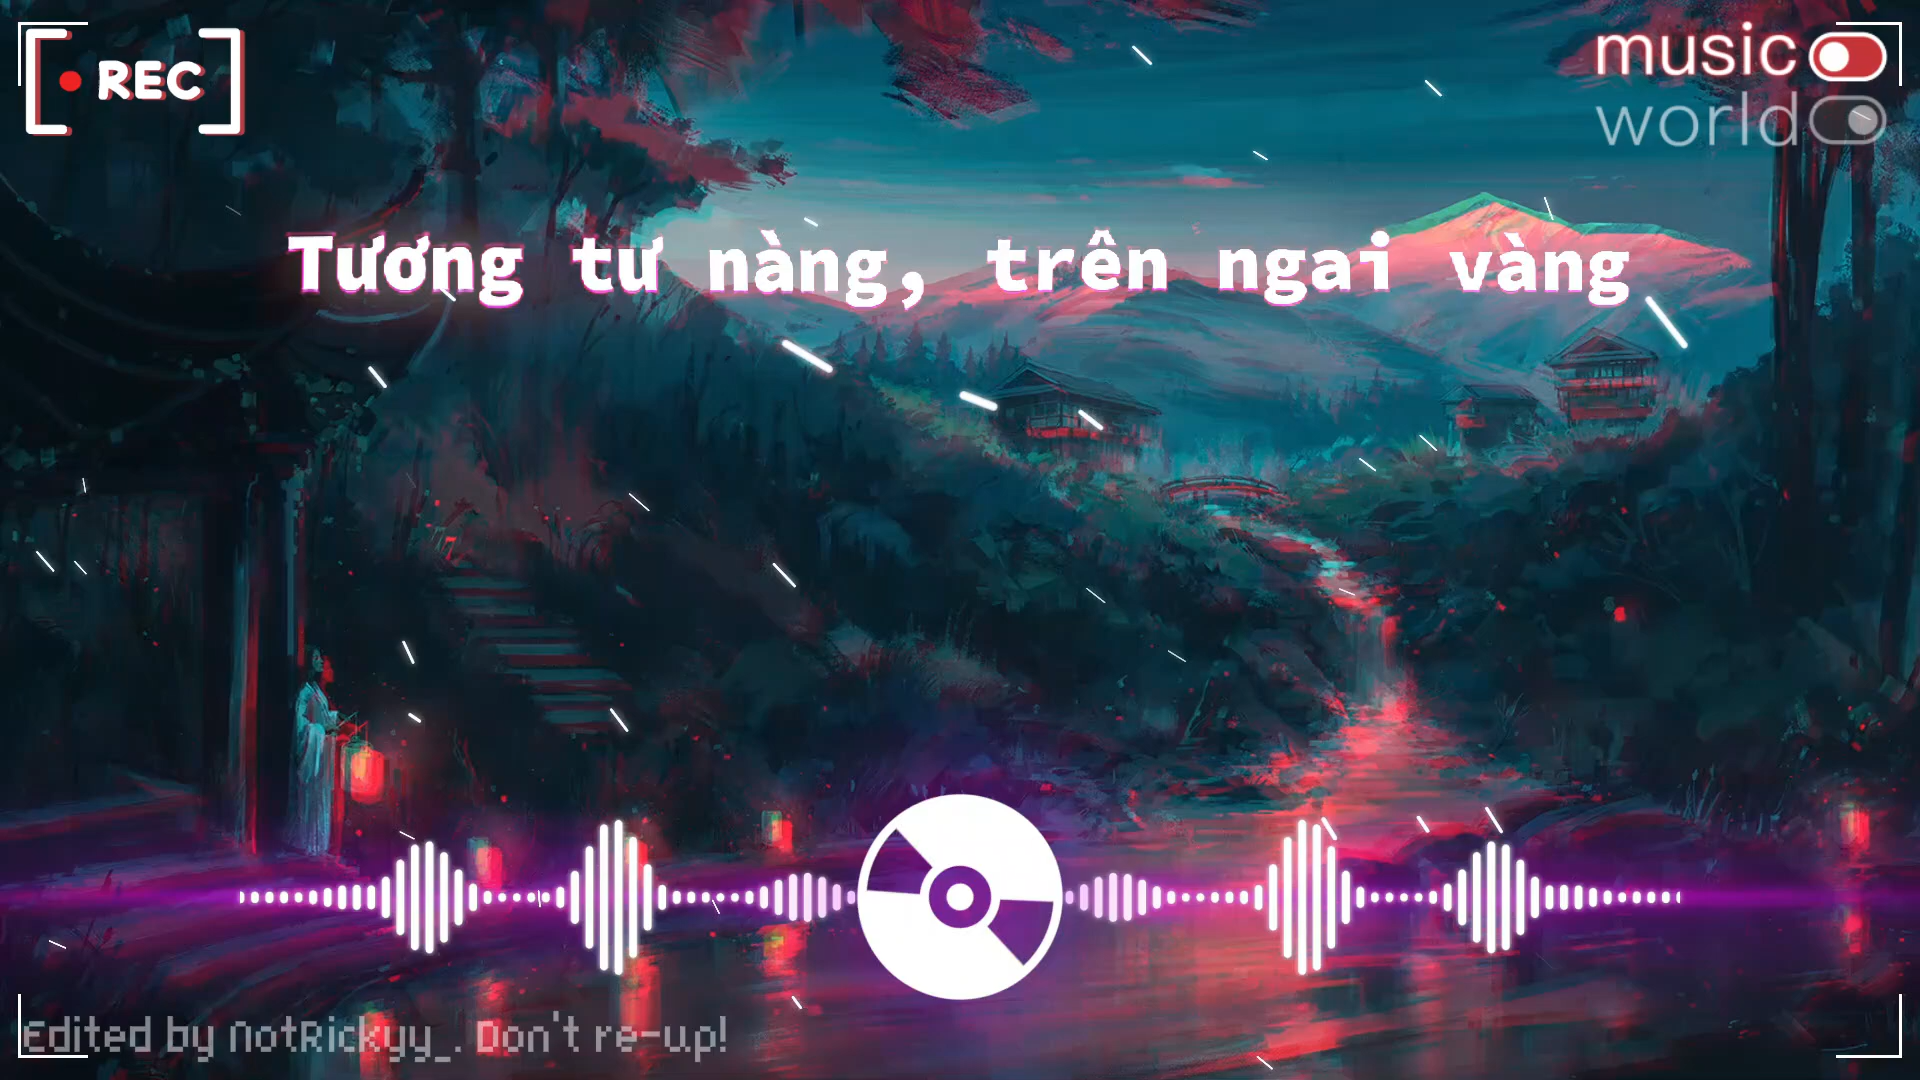 REC
music
world
Tương tư nàng, trên ngai vàng
Edited by NotRickyy_. Don't re-up!